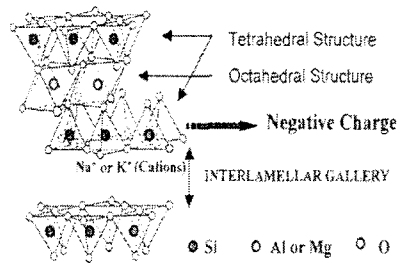 Tetrahedral Structure
Octahedral Structure
Negative Charge
Na⁺ or K⁺ (Cations)
INTERLAMELLAR GALLERY
Si Al or Mg O